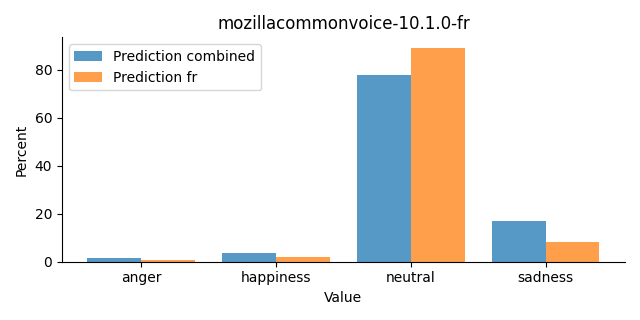 mozillacommonvoice-10.1.0-fr
Prediction combined
Prediction fr
Percent
80
60
40
20
0
anger happiness neutral sadness
Value